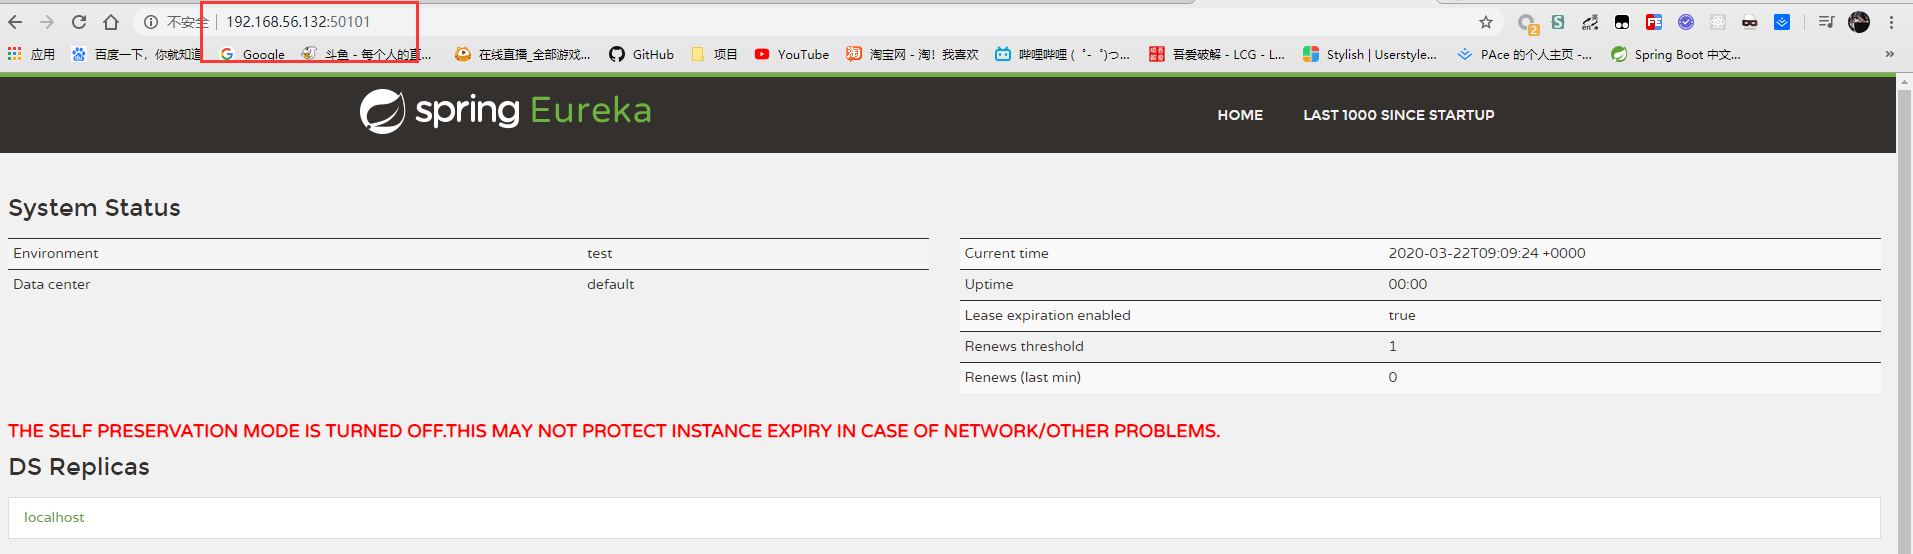 不安全 192.168.56.132:50101
2
应用 百度一下，你就知道 Google 斗鱼 - 每个人的直... 在线直播_全部游戏... GitHub 项目 YouTube 淘宝网 - 淘！我喜欢 哔哩哔哩 ( ゜- ゜)つ... 吾爱破解 - LCG - L... Stylish | Userstyle... PAce 的个人主页 -... Spring Boot 中文... »
spring Eureka HOME LAST 1000 SINCE STARTUP
System Status
Environment test
Data center default
Current time 2020-03-22T09:09:24 +0000
Uptime 00:00
Lease expiration enabled true
Renews threshold 1
Renews (last min) 0
THE SELF PRESERVATION MODE IS TURNED OFF.THIS MAY NOT PROTECT INSTANCE EXPIRY IN CASE OF NETWORK/OTHER PROBLEMS.
DS Replicas
localhost